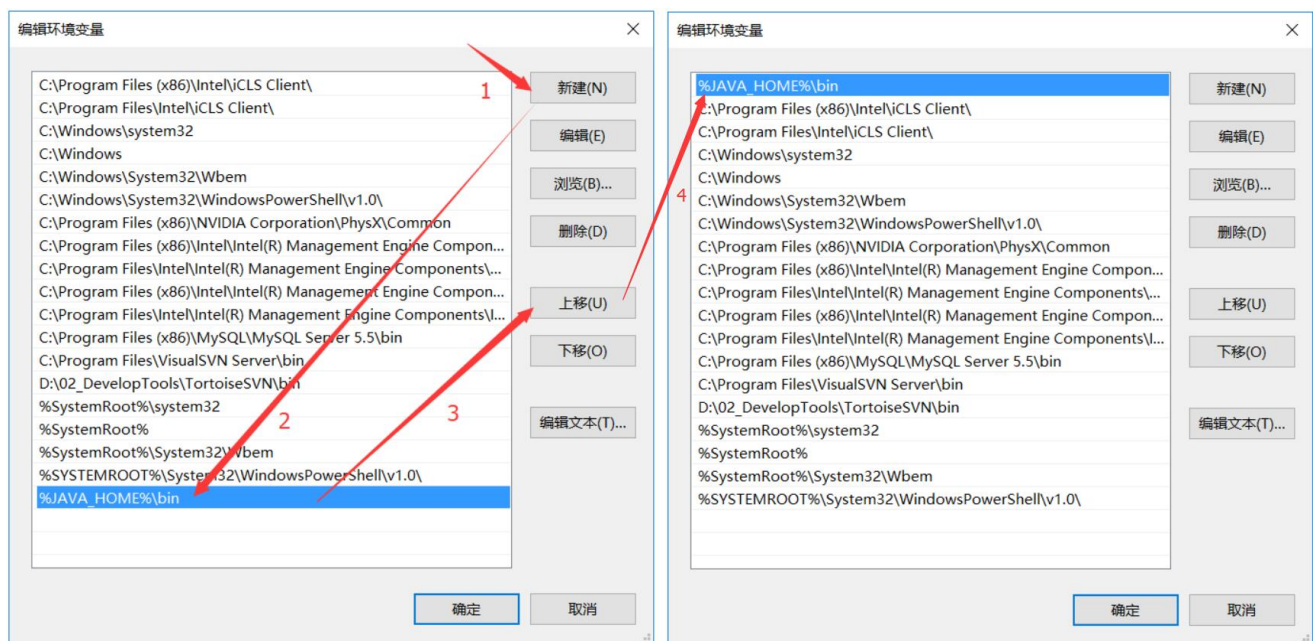 编辑环境变量
C:\Program Files (x86)\Intel\iCLS Client\
C:\Program Files\Intel\iCLS Client\
C:\Windows\system32
C:\Windows
C:\Windows\System32\Wbem
C:\Windows\System32\WindowsPowerShell\v1.0\
C:\Program Files (x86)\NVIDIA Corporation\PhysX\Common
C:\Program Files (x86)\Intel\Intel(R) Management Engine Compon...
C:\Program Files\Intel\Intel(R) Management Engine Components\...
C:\Program Files (x86)\Intel\Intel(R) Management Engine Compon...
C:\Program Files\Intel\Intel(R) Management Engine Components\I...
C:\Program Files (x86)\MySQL\MySQL Server 5.5\bin
C:\Program Files\VisualSVN Server\bin
D:\02_DevelopTools\TortoiseSVN\bin
%SystemRoot%\system32
%SystemRoot%
%SystemRoot%\System32\Wbem
%SYSTEMROOT%\System32\WindowsPowerShell\v1.0\
%JAVA_HOME%\bin
1
2
3
新建(N)
编辑(E)
浏览(B)...
删除(D)
上移(U)
下移(O)
编辑文本(T)...
确定
取消
4
编辑环境变量
%JAVA_HOME%\bin
C:\Program Files (x86)\Intel\iCLS Client\
C:\Program Files\Intel\iCLS Client\
C:\Windows\system32
C:\Windows
C:\Windows\System32\Wbem
C:\Windows\System32\WindowsPowerShell\v1.0\
C:\Program Files (x86)\NVIDIA Corporation\PhysX\Common
C:\Program Files (x86)\Intel\Intel(R) Management Engine Compon...
C:\Program Files\Intel\Intel(R) Management Engine Components\...
C:\Program Files (x86)\Intel\Intel(R) Management Engine Compon...
C:\Program Files\Intel\Intel(R) Management Engine Components\I...
C:\Program Files (x86)\MySQL\MySQL Server 5.5\bin
C:\Program Files\VisualSVN Server\bin
D:\02_DevelopTools\TortoiseSVN\bin
%SystemRoot%\system32
%SystemRoot%
%SystemRoot%\System32\Wbem
%SYSTEMROOT%\System32\WindowsPowerShell\v1.0\
新建(N)
编辑(E)
浏览(B)...
删除(D)
上移(U)
下移(O)
编辑文本(T)...
确定
取消